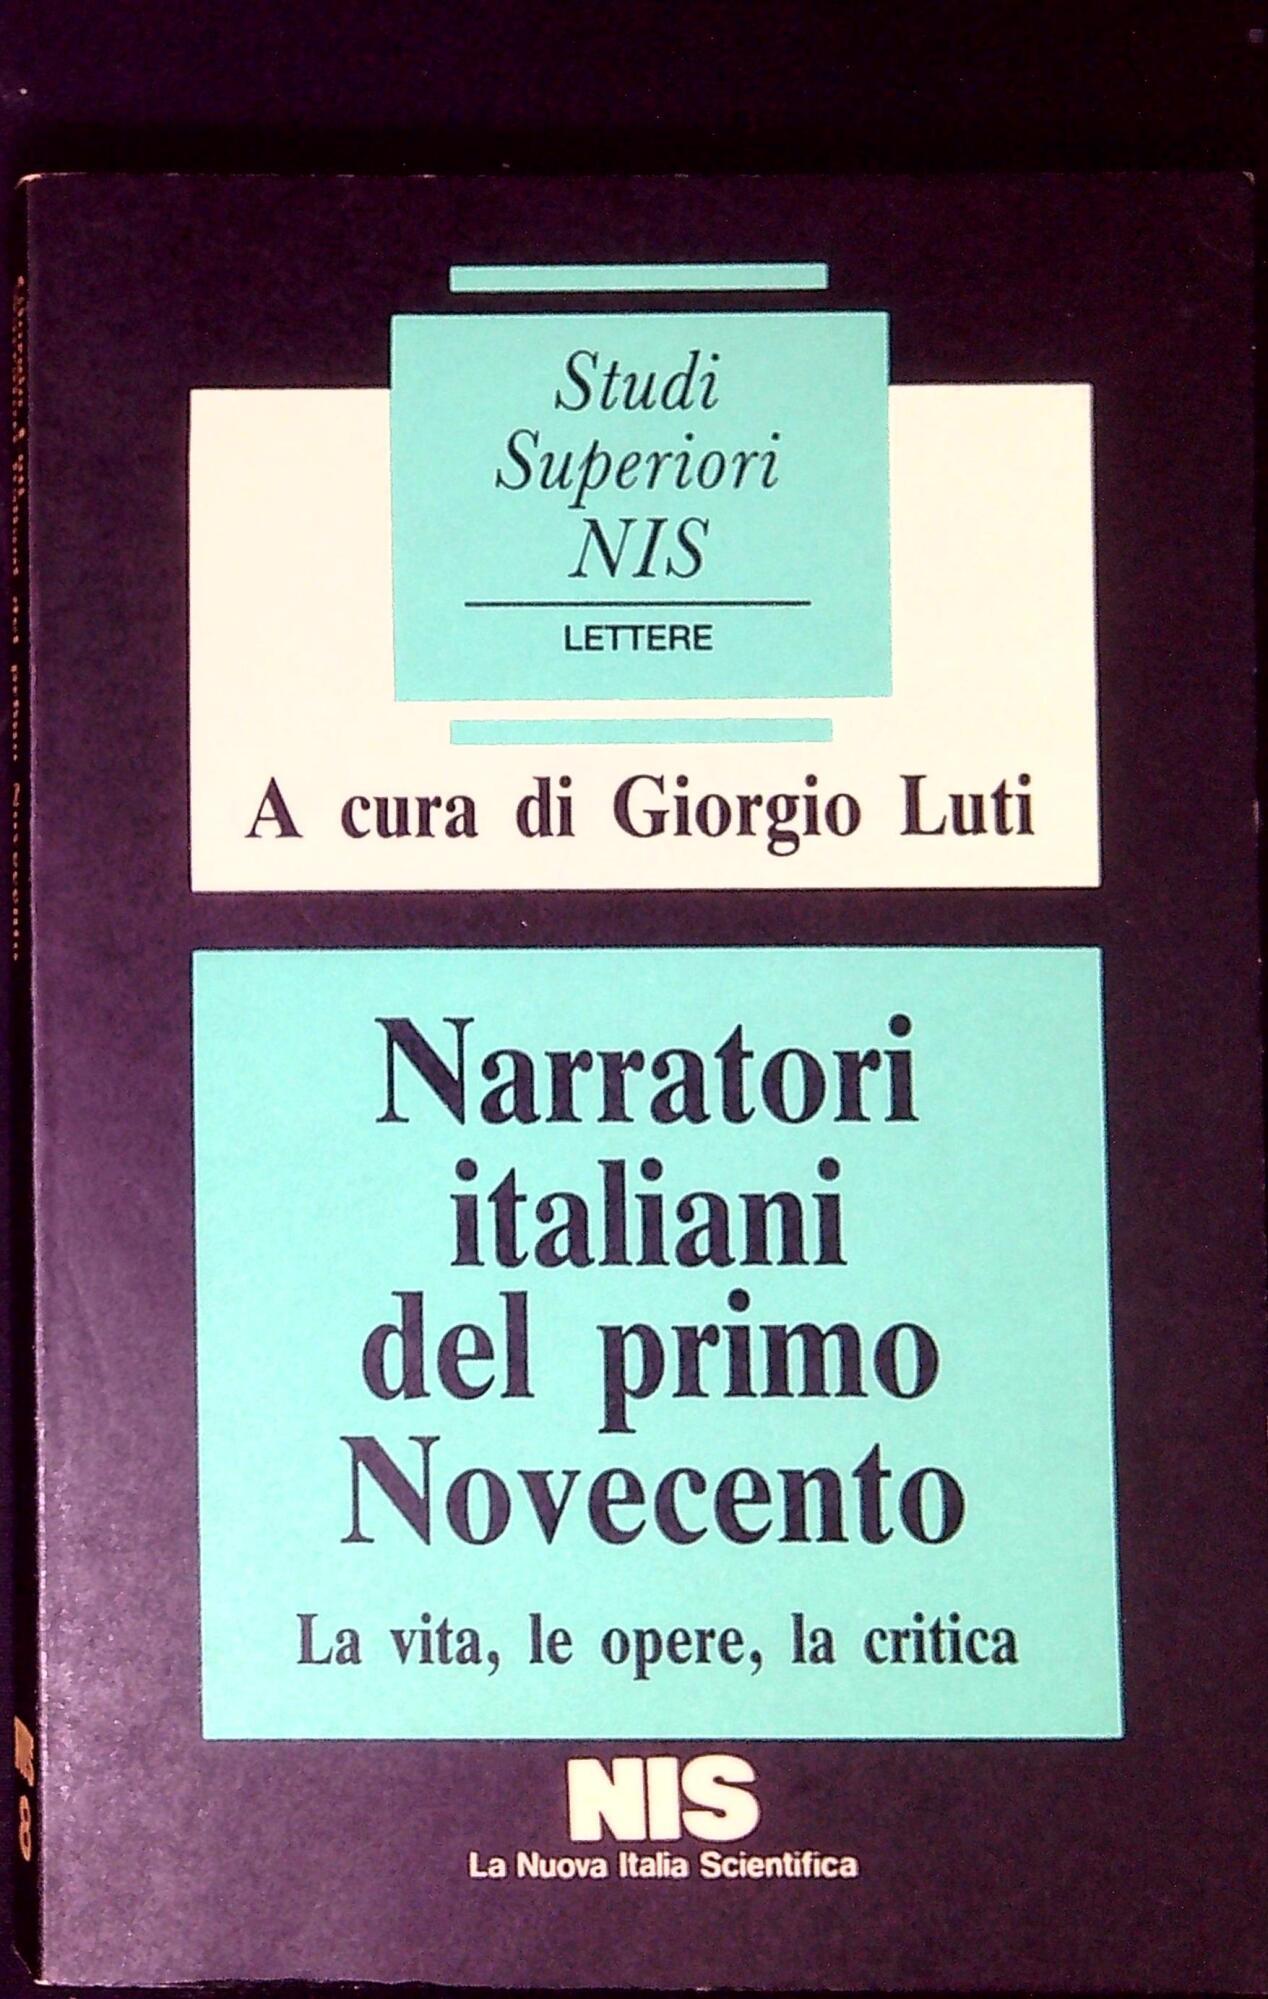 Studi
Superiori
NIS
LETTERE
A cura di Giorgio Luti
Narratori
italiani
del primo
Novecento
La vita, le opere, la critica
NIS
La Nuova Italia Scientifica